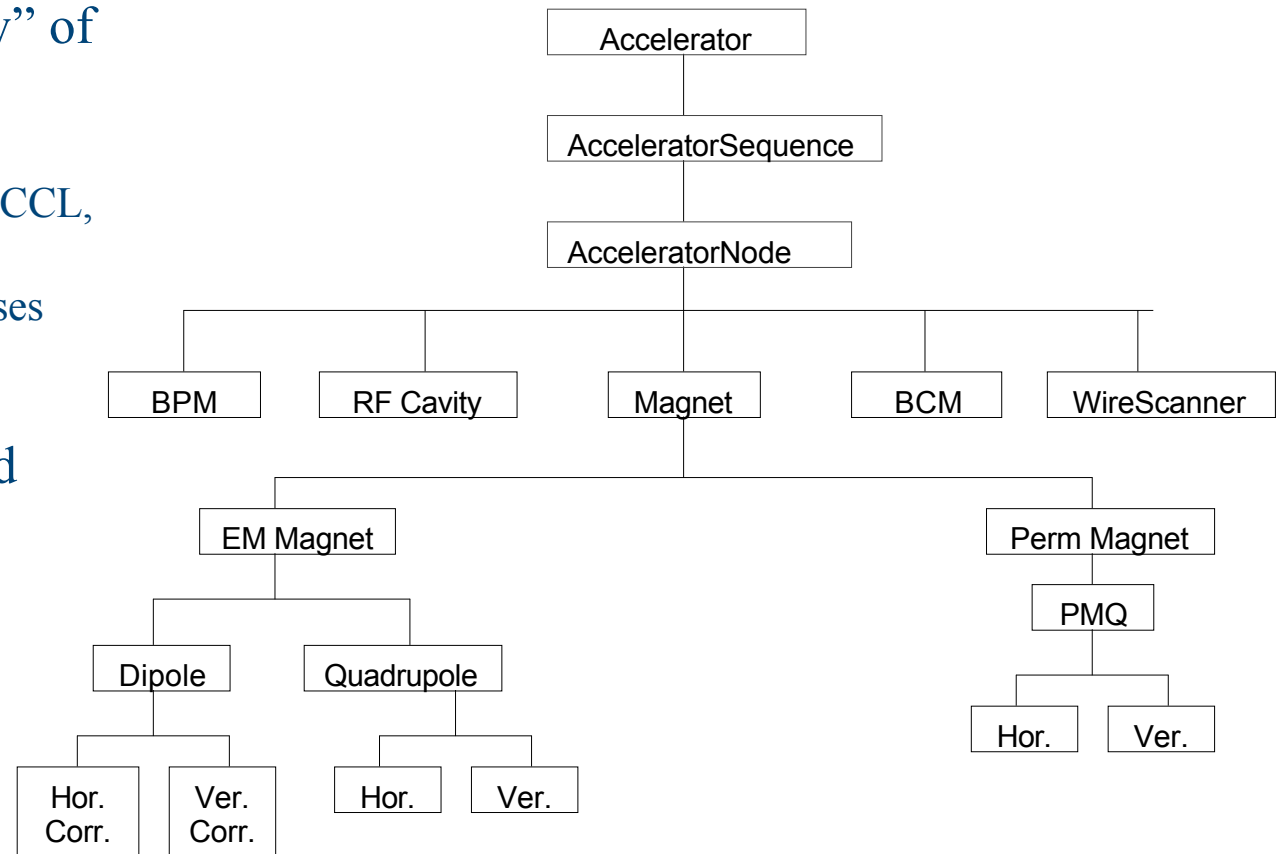 y” of
CCL,
ses
d
Accelerator
AcceleratorSequence
AcceleratorNode
BPM
RF Cavity
Magnet
BCM
WireScanner
EM Magnet
Perm Magnet
PMQ
Dipole
Quadrupole
Hor.
Ver.
Hor.
Corr.
Ver.
Corr.
Hor.
Ver.